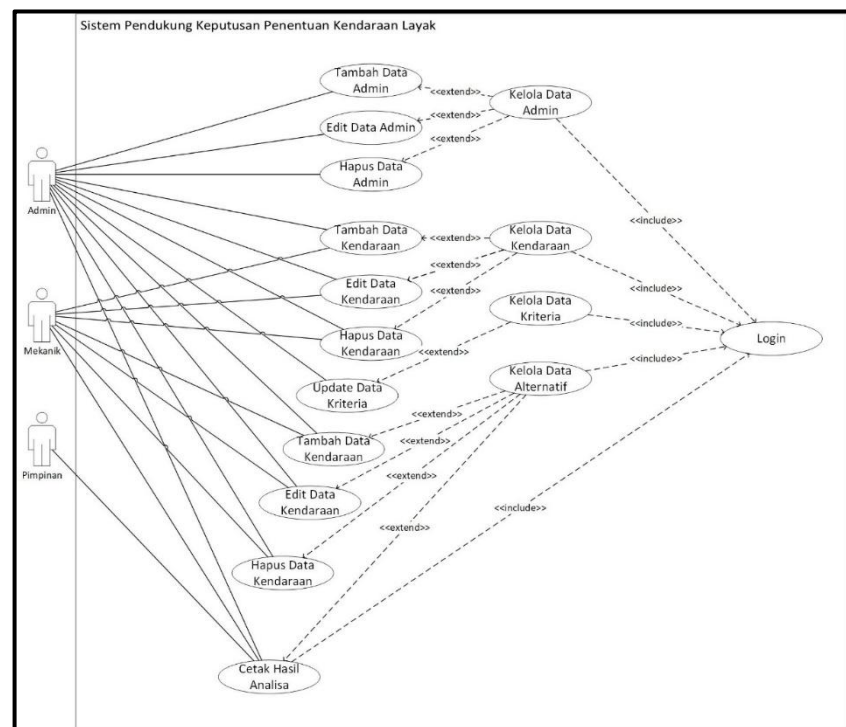 Sistem Pendukung Keputusan Penentuan Kendaraan Layak
Tambah Data
Admin
<<extend>>
Kelola Data
Admin
Edit Data Admin
<<extend>>
<<extend>>
Hapus Data
Admin
Admin
<<include>>
Tambah Data
Kendaraan
<<extend>>
Kelola Data
Kendaraan
<<extend>>
Edit Data
Kendaraan
<<extend>>
<<include>>
Kelola Data
Kriteria
<<include>>
Login
Mekanik
Hapus Data
Kendaraan
<<extend>>
<<include>>
Kelola Data
Alternatif
Update Data
Kriteria
<<extend>>
Tambah Data
Kendaraan
<<extend>>
Pimpinan
<<extend>>
Edit Data
Kendaraan
<<include>>
<<extend>>
Hapus Data
Kendaraan
Cetak Hasil
Analisa